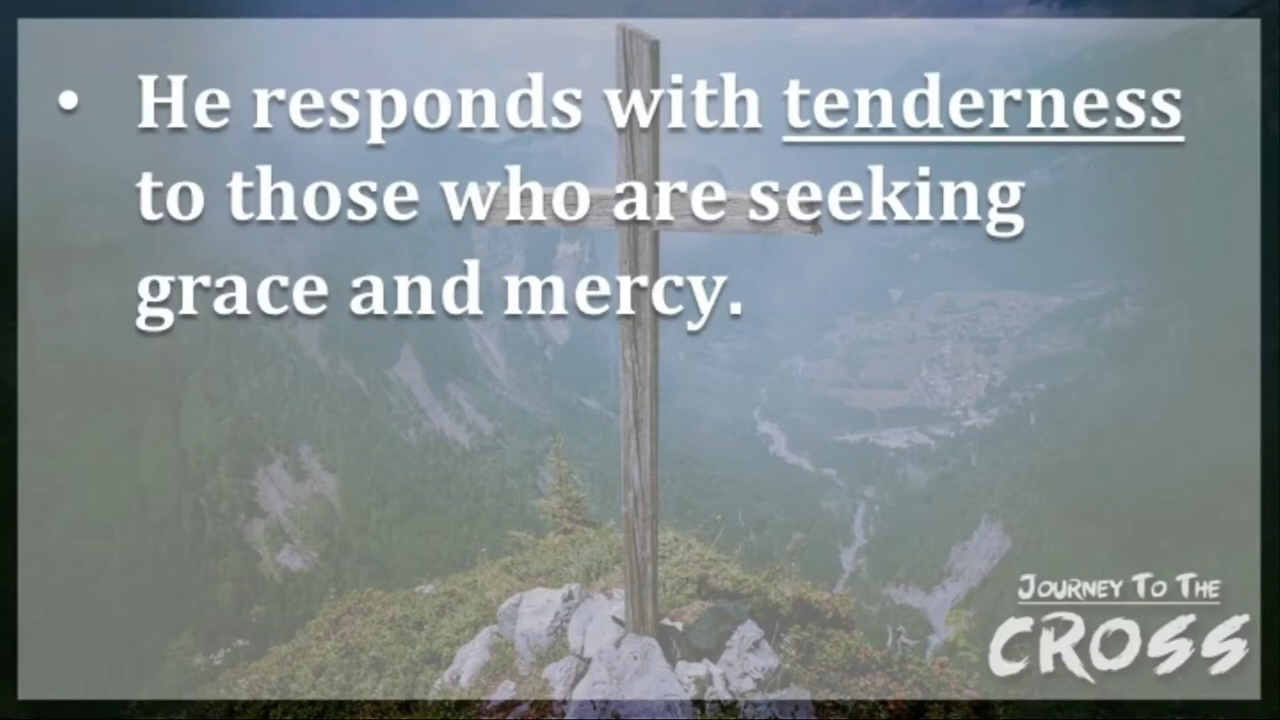 • He responds with tenderness
to those who are seeking
grace and mercy.
JOURNEY TO THE
CROSS